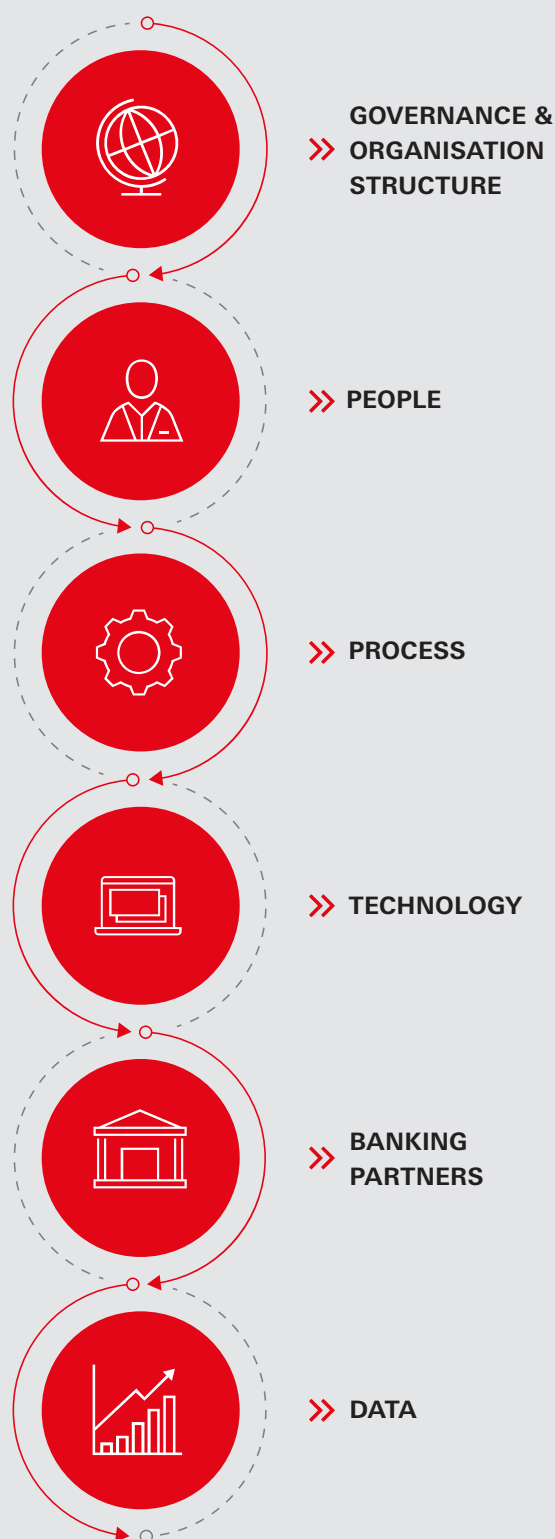 GOVERNANCE &
ORGANISATION
STRUCTURE
PEOPLE
PROCESS
TECHNOLOGY
BANKING
PARTNERS
DATA